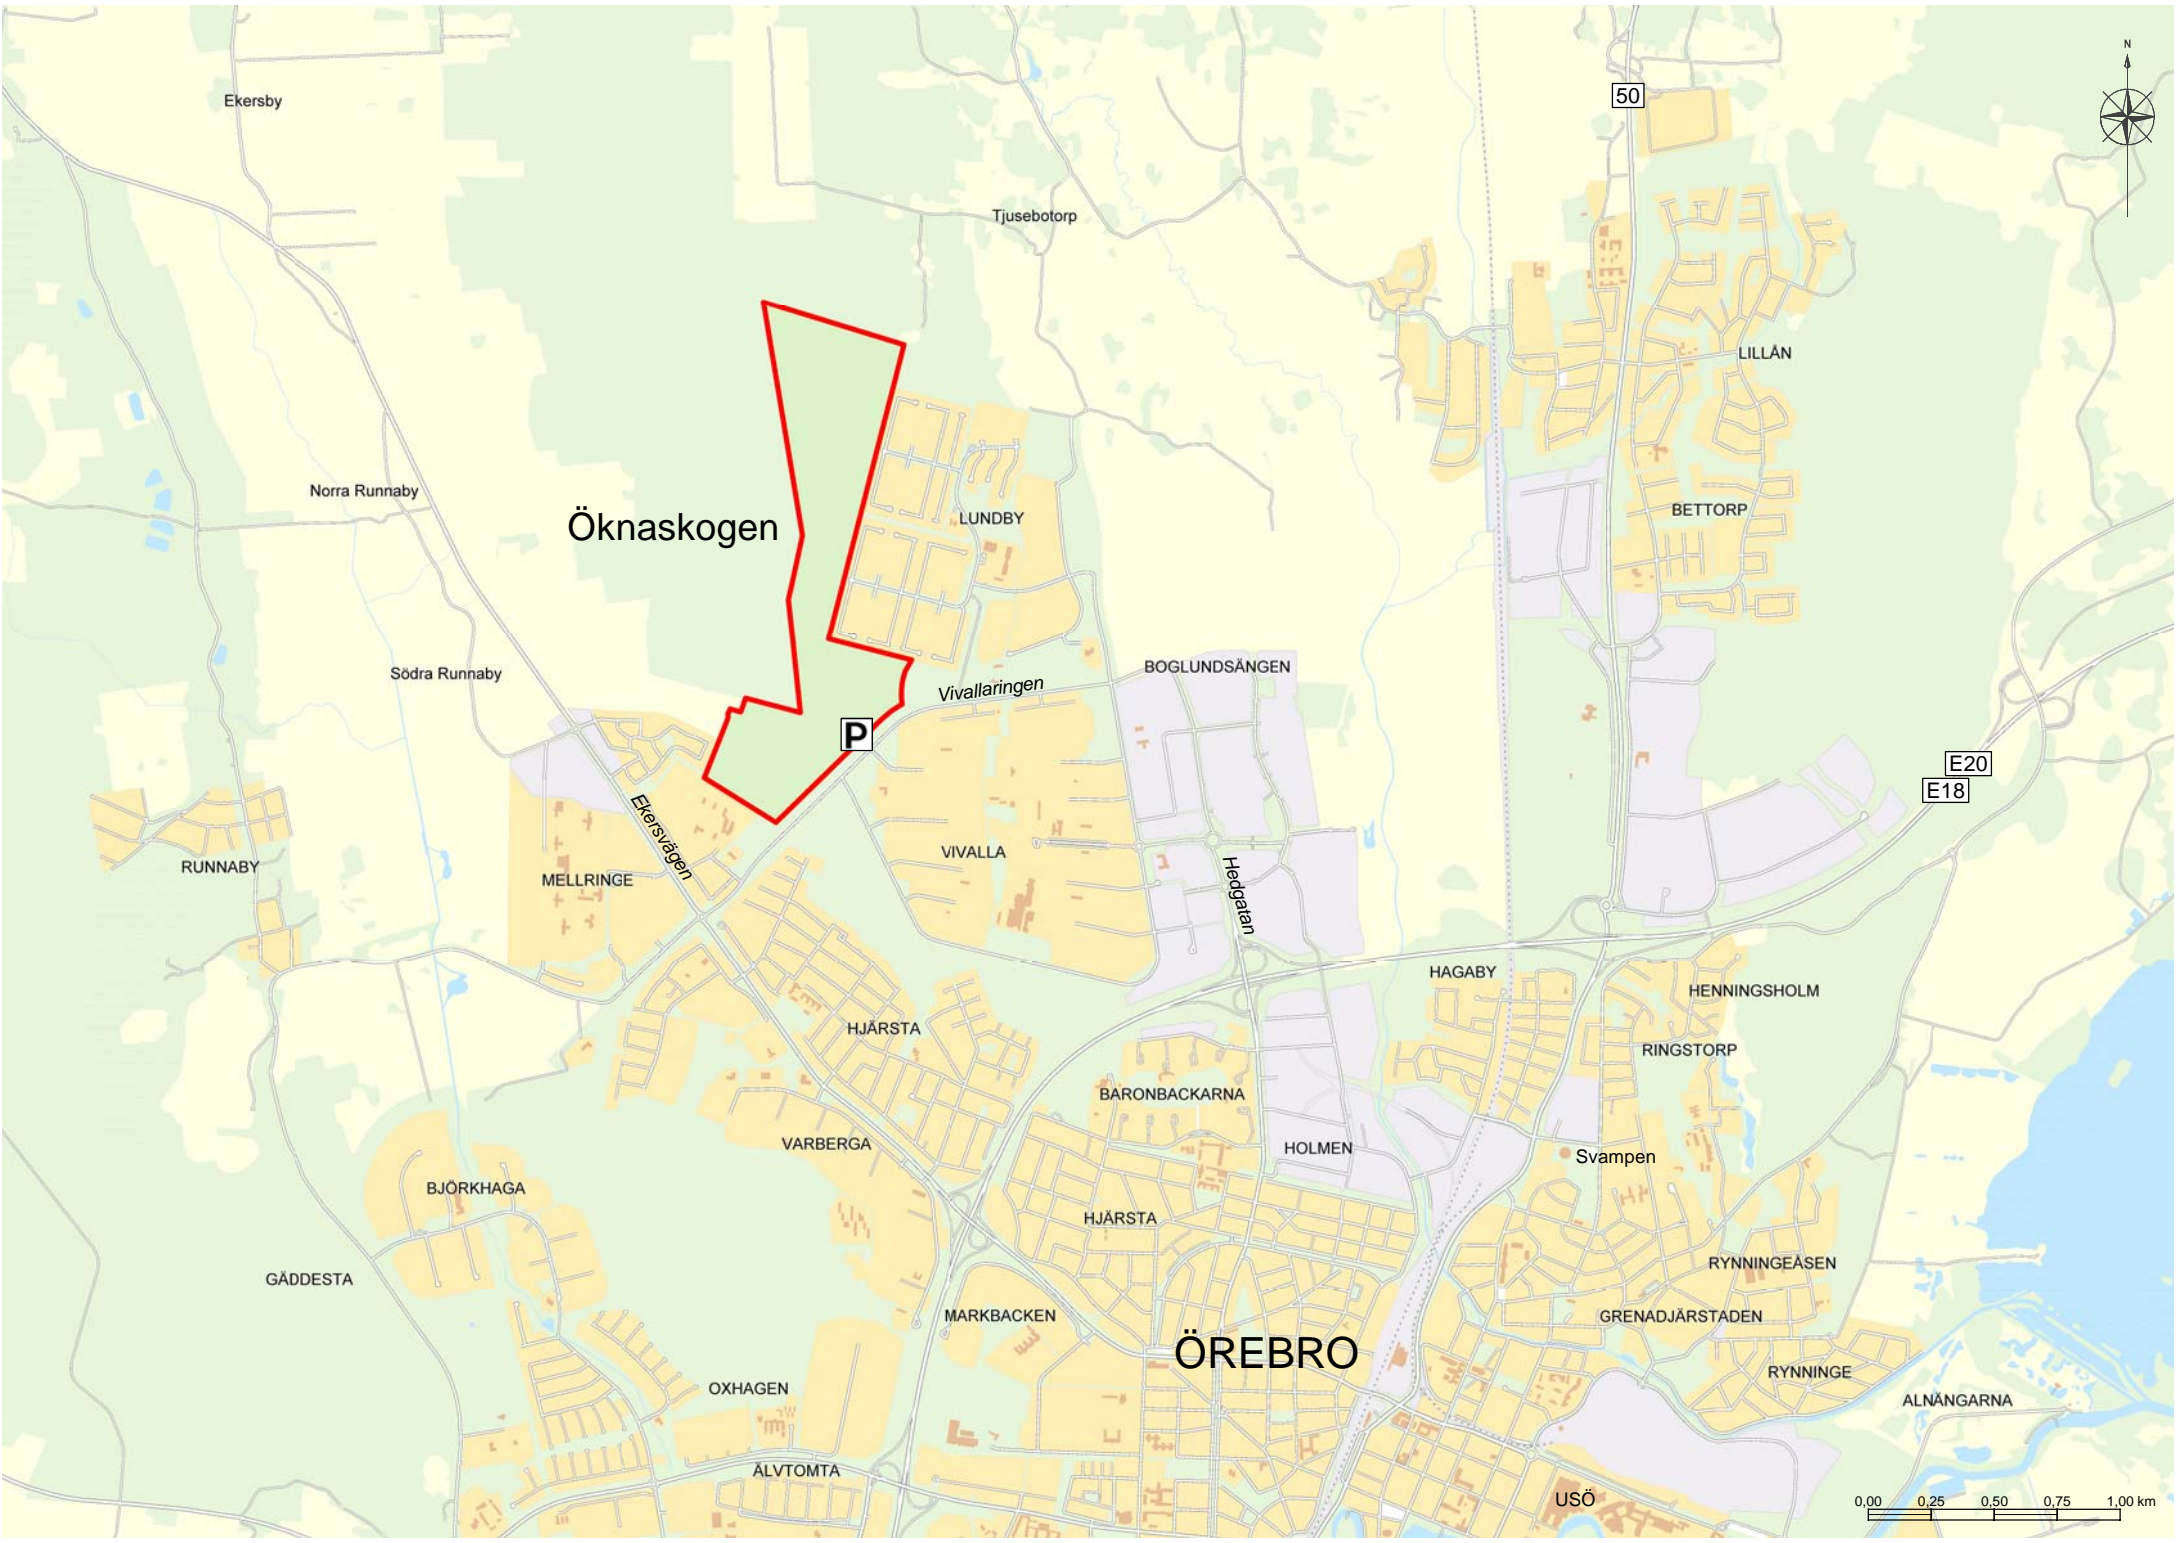 N
50
Ekersby
Tjusebotorp
LILLÅN
Norra Runnaby
BETTORP
LUNDBY
Öknaskogen
Södra Runnaby
BOGLUNDSÄNGEN
Vivallaringen
P
E20
E18
Ekersvägen
VIVALLA
RUNNABY
MELLRINGE
Hedgatan
HAGABY
HENNINGSHOLM
HJÄRSTA
RINGSTORP
BARONBACKARNA
VARBERGA
HOLMEN
Svampen
BJÖRKHAGA
HJÄRSTA
RYNNINGEÅSEN
GÄDDESTA
MARKBACKEN
GRENADJÄRSTADEN
ÖREBRO
RYNNINGE
OXHAGEN
ALNÄNGARNA
ÄLVTOMTA
USÖ
0,00 0,25 0,50 0,75 1,00 km